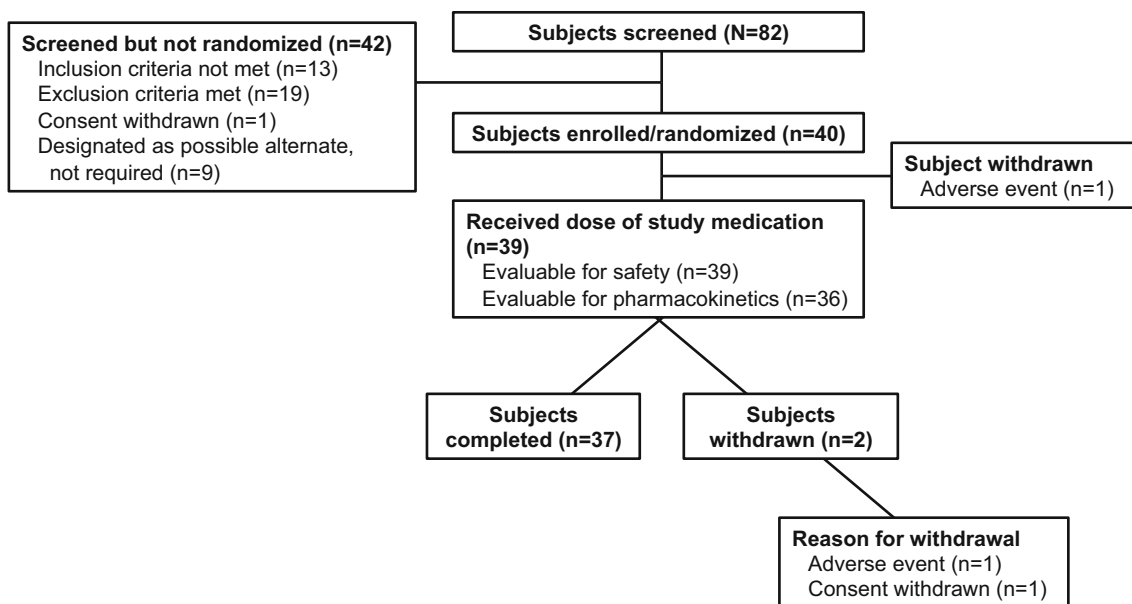 Subjects screened (N=82)
Screened but not randomized (n=42)
Inclusion criteria not met (n=13)
Exclusion criteria met (n=19)
Consent withdrawn (n=1)
Designated as possible alternate,
not required (n=9)
Subjects enrolled/randomized (n=40)
Subject withdrawn
Adverse event (n=1)
Received dose of study medication
(n=39)
Evaluable for safety (n=39)
Evaluable for pharmacokinetics (n=36)
Subjects
completed (n=37)
Subjects
withdrawn (n=2)
Reason for withdrawal
Adverse event (n=1)
Consent withdrawn (n=1)